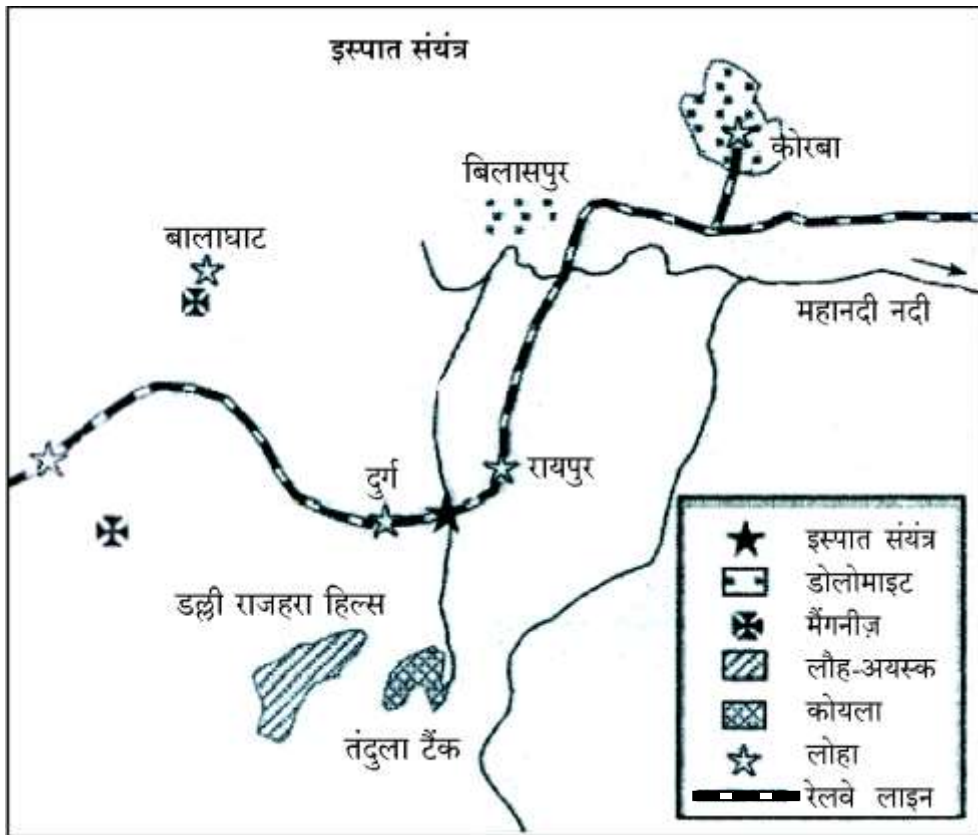 इस्पात संयंत्र
कोरबा
बिलासपुर
बालाघाट
महानदी नदी
दुर्ग
रायपुर
डल्ली राजहरा हिल्स
तंदुला टैंक
इस्पात संयंत्र
डोलोमाइट
मैंगनीज़
लौह-अयस्क
कोयला
लोहा
रेलवे लाइन